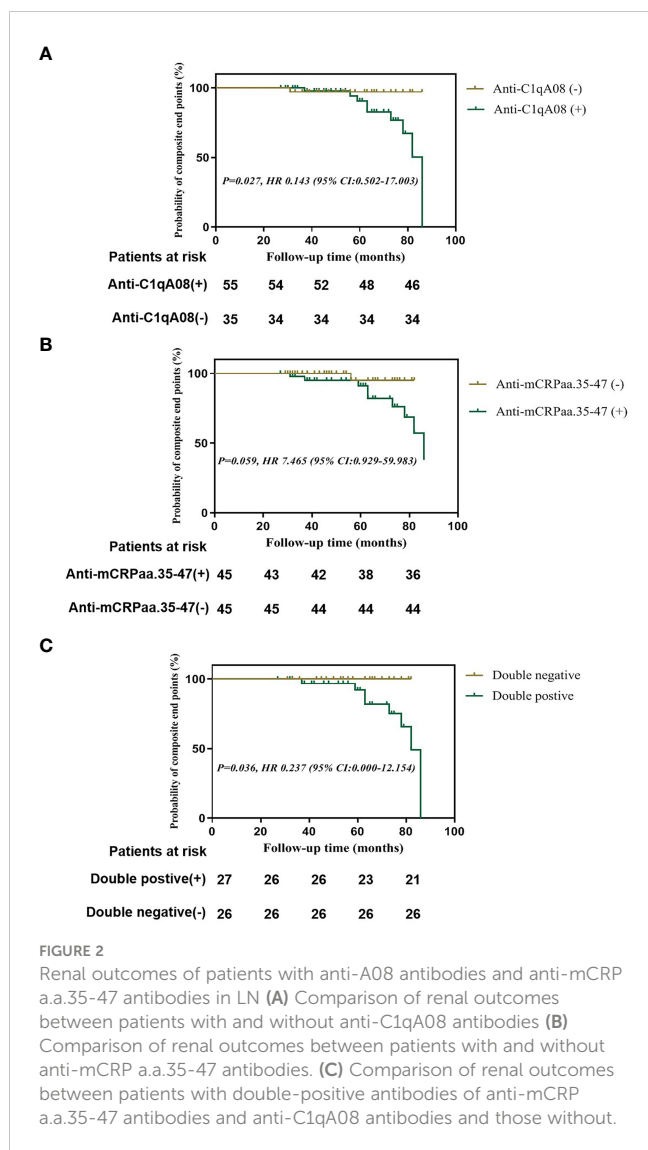 A
Probability of composite end points (%)
100
50
0
0 20 40 60 80 100
Anti-C1qA08 (-)
Anti-C1qA08 (+)
P=0.027, HR 0.143 (95% CI:0.502-17.003)
Patients at risk
Follow-up time (months)
Anti-C1qA08(+) 55 54 52 48 46
Anti-C1qA08(-) 35 34 34 34 34
B
Probability of composite end points (%)
100
50
0
0 20 40 60 80 100
Anti-mCRPaa.35-47 (-)
Anti-mCRPaa.35-47 (+)
P=0.059, HR 7.465 (95% CI:0.929-59.983)
Follow-up time (months)
Patients at risk
Anti-mCRPaa.35-47(+) 45 43 42 38 36
Anti-mCRPaa.35-47(-) 45 45 44 44 44
C
Probability of composite end points (%)
100
50
0
0 20 40 60 80 100
Double negative
Double postive
P=0.036, HR 0.237 (95% CI:0.000-12.154)
Follow-up time (months)
Patients at risk
Double postive(+) 27 26 26 23 21
Double negative(-) 26 26 26 26 26
FIGURE 2
Renal outcomes of patients with anti-A08 antibodies and anti-mCRP
a.a.35-47 antibodies in LN (A) Comparison of renal outcomes
between patients with and without anti-C1qA08 antibodies (B)
Comparison of renal outcomes between patients with and without
anti-mCRP a.a.35-47 antibodies. (C) Comparison of renal outcomes
between patients with double-positive antibodies of anti-mCRP
a.a.35-47 antibodies and anti-C1qA08 antibodies and those without.